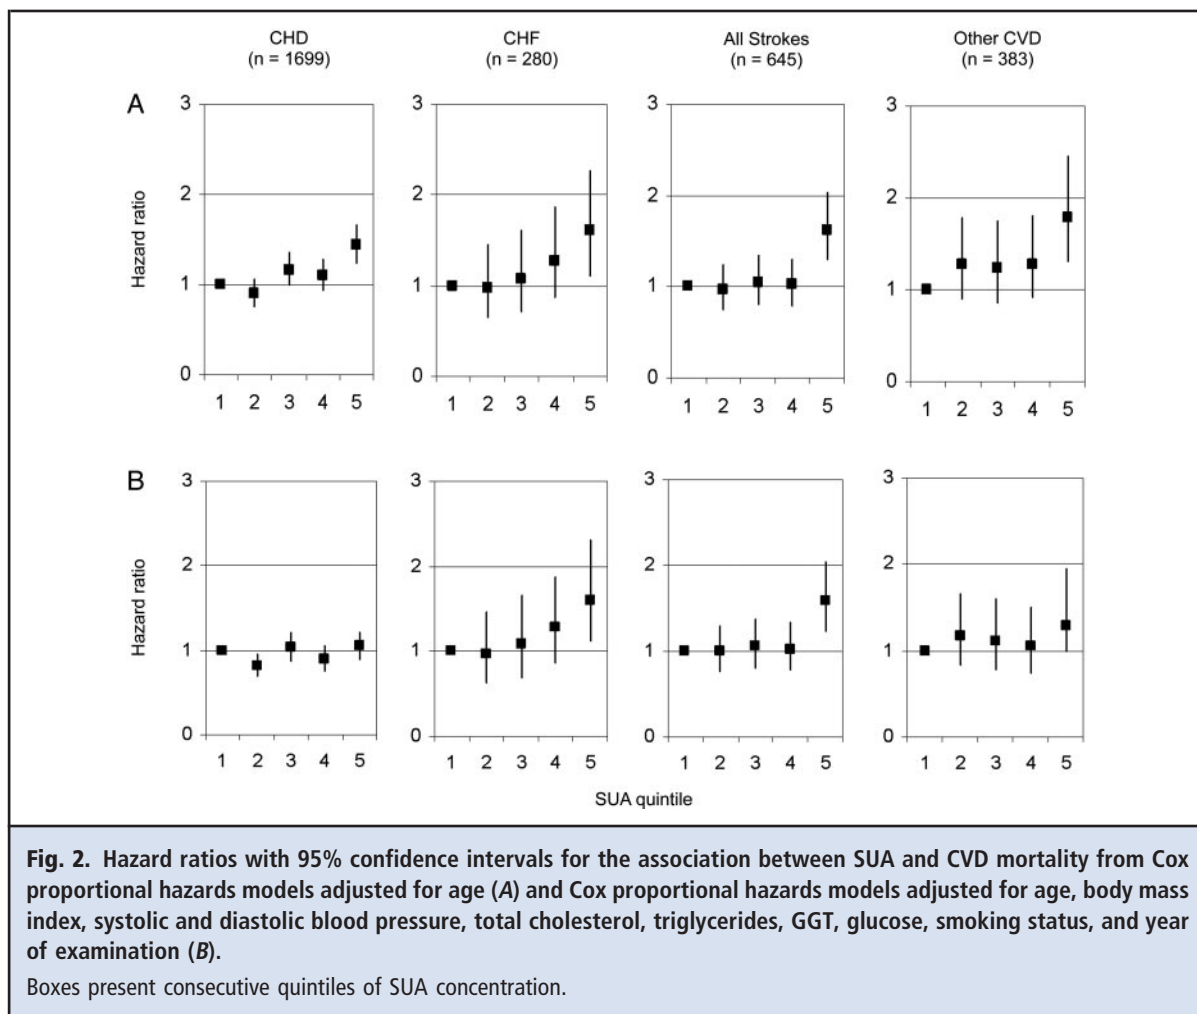 CHD
(n = 1699)
CHF
(n = 280)
All Strokes
(n = 645)
Other CVD
(n = 383)
A
Hazard ratio
3
2
1
0
1 2 3 4 5
3
2
1
0
1 2 3 4 5
3
2
1
0
1 2 3 4 5
3
2
1
0
1 2 3 4 5
B
Hazard ratio
3
2
1
0
1 2 3 4 5
3
2
1
0
1 2 3 4 5
3
2
1
0
1 2 3 4 5
3
2
1
0
1 2 3 4 5
SUA quintile
Fig. 2. Hazard ratios with 95% confidence intervals for the association between SUA and CVD mortality from Cox
proportional hazards models adjusted for age (A) and Cox proportional hazards models adjusted for age, body mass
index, systolic and diastolic blood pressure, total cholesterol, triglycerides, GGT, glucose, smoking status, and year
of examination (B).
Boxes present consecutive quintiles of SUA concentration.